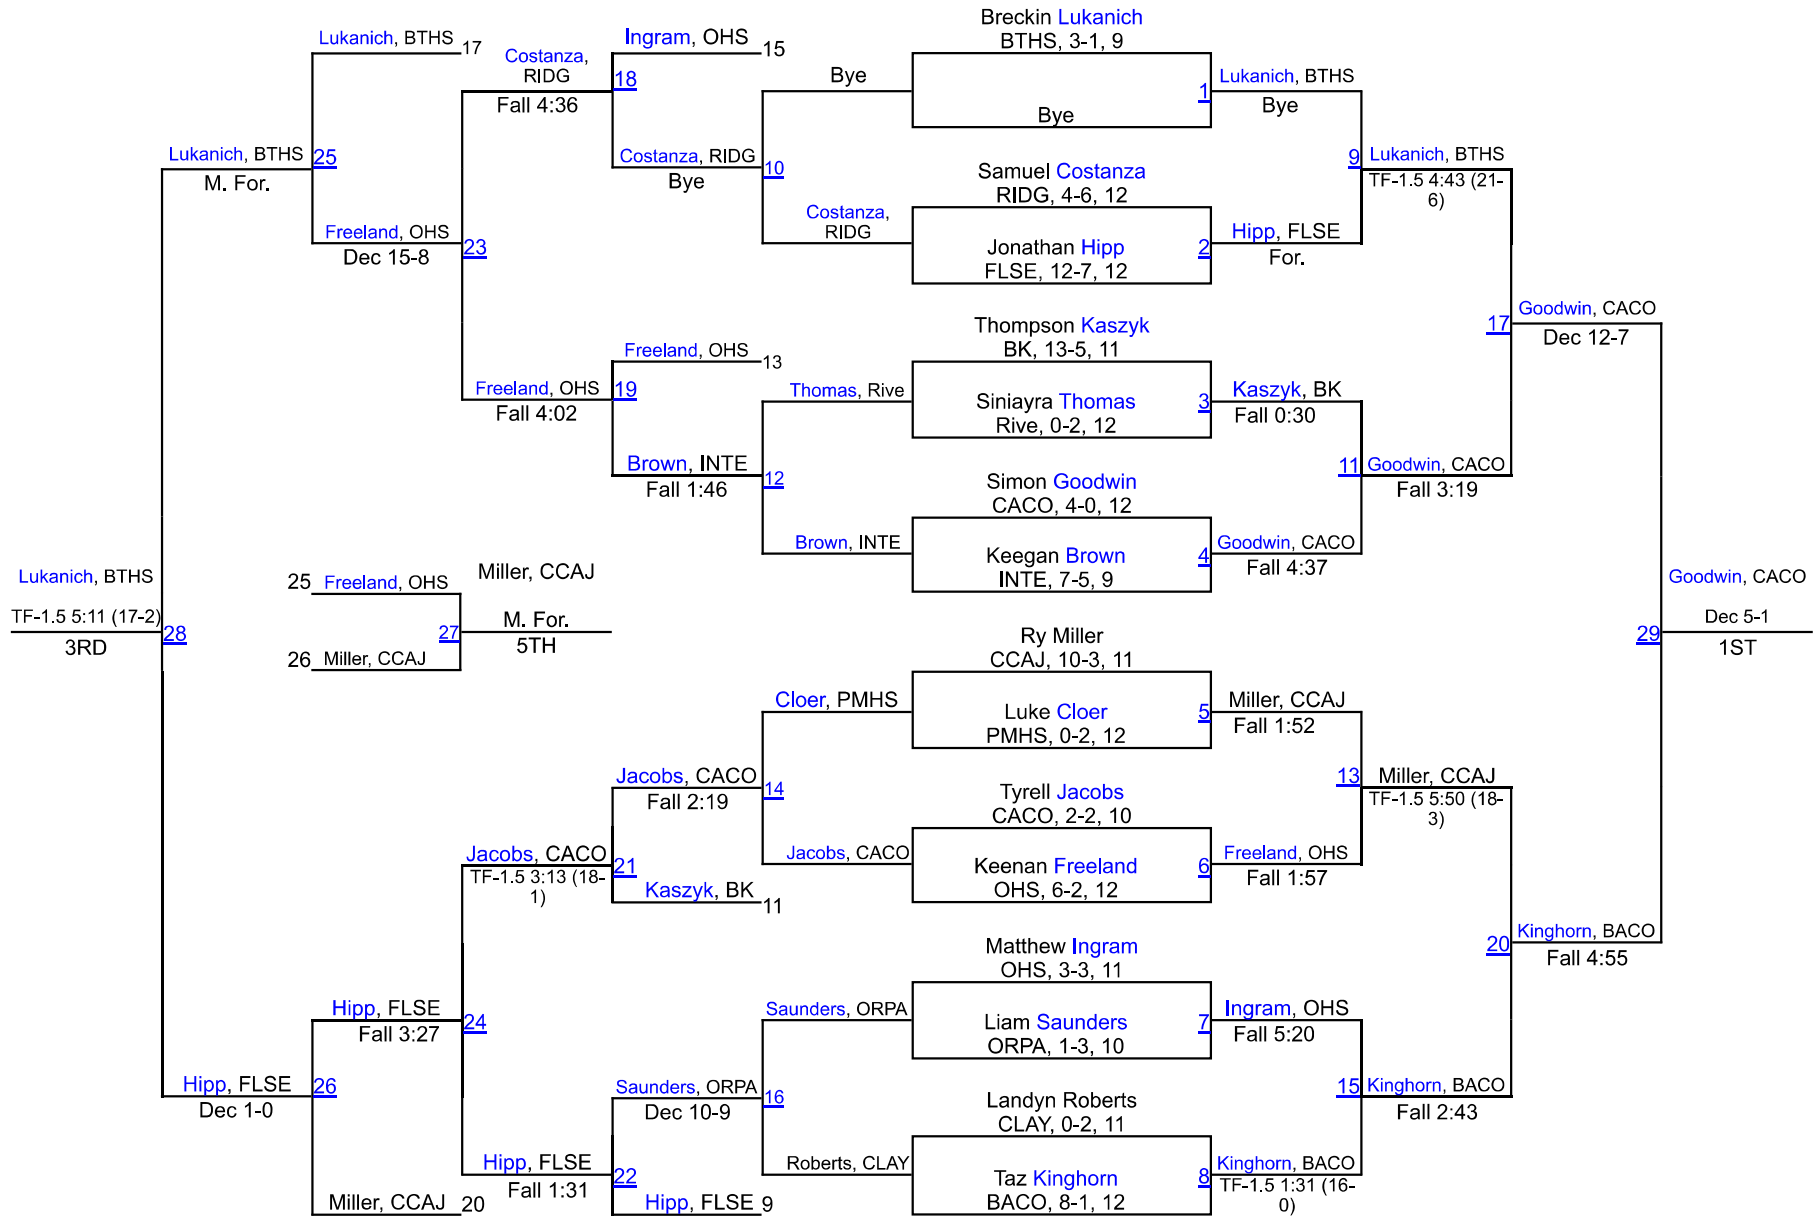 Breckin Lukanich
BTHS, 3-1, 9
Bye
1
Samuel Costanza
RIDG, 4-6, 12
Jonathan Hipp
FLSE, 12-7, 12
2
Thompson Kaszyk
BK, 13-5, 11
Siniayra Thomas
Rive, 0-2, 12
3
Simon Goodwin
CACO, 4-0, 12
Keegan Brown
INTE, 7-5, 9
4
Ry Miller
CCAJ, 10-3, 11
Luke Cloer
PMHS, 0-2, 12
5
Tyrell Jacobs
CACO, 2-2, 10
Keenan Freeland
OHS, 6-2, 12
6
Matthew Ingram
OHS, 3-3, 11
Liam Saunders
ORPA, 1-3, 10
7
Landyn Roberts
CLAY, 0-2, 11
Taz Kinghorn
BACO, 8-1, 12
8
Lukanich, BTHS
Bye
Hipp, FLSE
For.
Kaszyk, BK
Fall 0:30
Goodwin, CACO
Fall 4:37
Miller, CCAJ
Fall 1:52
Freeland, OHS
Fall 1:57
Ingram, OHS
Fall 5:20
Kinghorn, BACO
TF-1.5 1:31 (16-
0)
9
Lukanich, BTHS
TF-1.5 4:43 (21-
6)
11
Goodwin, CACO
Fall 3:19
13
Miller, CCAJ
TF-1.5 5:50 (18-
3)
15
Kinghorn, BACO
Fall 2:43
17
Goodwin, CACO
Dec 12-7
20
Kinghorn, BACO
Fall 4:55
29
Goodwin, CACO
Dec 5-1
1ST
Bye
Costanza,
RIDG
10
Thomas, Rive
Brown, INTE
12
Cloer, PMHS
Jacobs, CACO
14
Saunders, ORPA
Roberts, CLAY
16
Ingram, OHS
15
Costanza, RIDG
Bye
18
Freeland, OHS
13
Brown, INTE
Fall 1:46
19
Jacobs, CACO
Fall 2:19
Kaszyk, BK
11
21
Saunders, ORPA
Dec 10-9
Hipp, FLSE
9
22
Costanza,
RIDG
Fall 4:36
Freeland, OHS
Fall 4:02
23
Jacobs, CACO
TF-1.5 3:13 (18-
1)
Hipp, FLSE
Fall 1:31
24
Lukanich, BTHS
17
Freeland, OHS
Dec 15-8
25
Hipp, FLSE
Fall 3:27
Miller, CCAJ
20
26
Lukanich, BTHS
M. For.
Hipp, FLSE
Dec 1-0
28
Lukanich, BTHS
TF-1.5 5:11 (17-2)
3RD
25
Freeland, OHS
26
Miller, CCAJ
27
Miller, CCAJ
M. For.
5TH